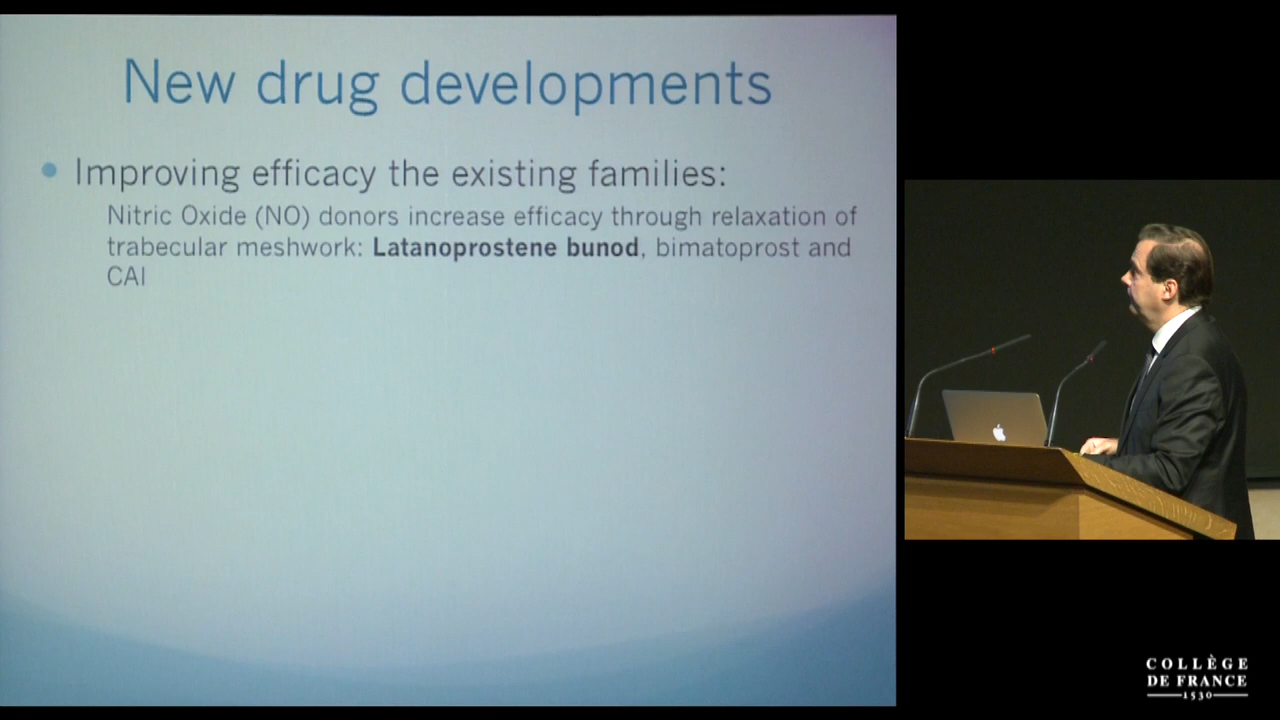 New drug developments
• Improving efficacy the existing families:
Nitric Oxide (NO) donors increase efficacy through relaxation of
trabecular meshwork: Latanoprostene bunod, bimatoprost and
CAI
COLLÈGE
DE FRANCE
1530